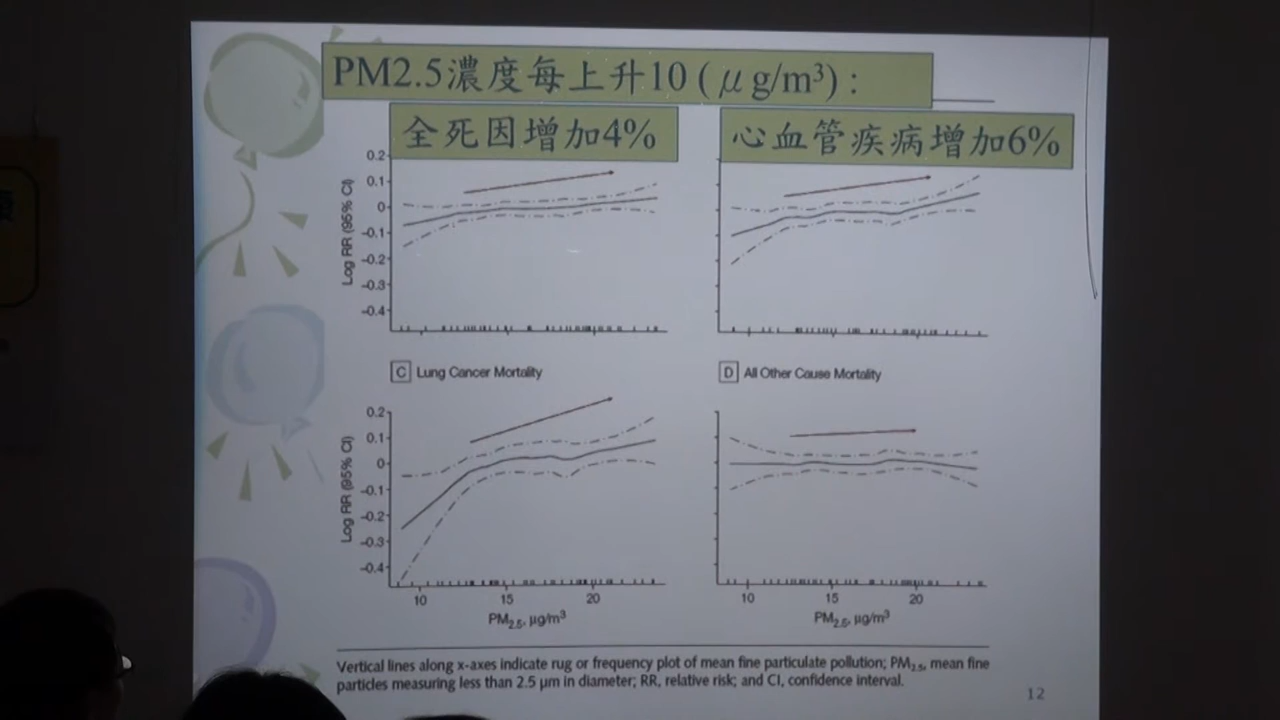 PM2.5濃度每上升10 (μg/m³) :
全死因增加4%
心血管疾病增加6%
0.2
0.1
0
-0.1
-0.2
-0.3
-0.4
Log RR (95% CI)
C Lung Cancer Mortality
D All Other Cause Mortality
0.2
0.1
0
-0.1
-0.2
-0.3
-0.4
Log RR (95% CI)
10 15 20
10 15 20
PM2.5, μg/m³
PM2.5, μg/m³
Vertical lines along x-axes indicate rug or frequency plot of mean fine particulate pollution; PM2.5, mean fine
particles measuring less than 2.5 μm in diameter; RR, relative risk; and CI, confidence interval.
12